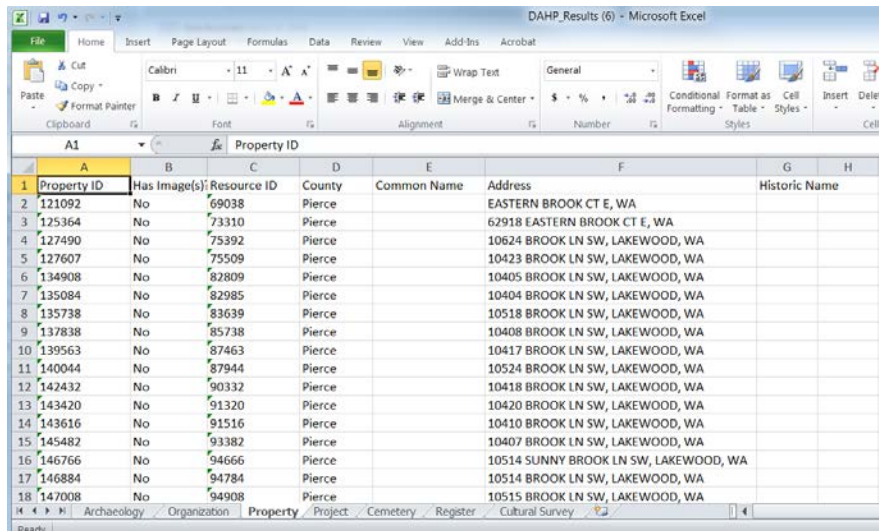 DAHP_Results (6) - Microsoft Excel
File Home Insert Page Layout Formulas Data Review View Add-Ins Acrobat
Paste
Cut
Copy
Format Painter
Calibri 11
B I U
Wrap Text
Merge & Center
General
$ % ,
Conditional Formatting
Format as Table
Cell Styles
Insert
Clipboard Font Alignment Number Styles
A1 fx Property ID
A B C D E F G H
1 Property ID Has Image(s)? Resource ID County Common Name Address Historic Name
2 121092 No 69038 Pierce EASTERN BROOK CT E, WA
3 125364 No 73310 Pierce 62918 EASTERN BROOK CT E, WA
4 127490 No 75392 Pierce 10624 BROOK LN SW, LAKEWOOD, WA
5 127607 No 75509 Pierce 10423 BROOK LN SW, LAKEWOOD, WA
6 134908 No 82809 Pierce 10405 BROOK LN SW, LAKEWOOD, WA
7 135084 No 82985 Pierce 10404 BROOK LN SW, LAKEWOOD, WA
8 135738 No 83639 Pierce 10518 BROOK LN SW, LAKEWOOD, WA
9 137838 No 85738 Pierce 10408 BROOK LN SW, LAKEWOOD, WA
10 139563 No 87463 Pierce 10417 BROOK LN SW, LAKEWOOD, WA
11 140044 No 87944 Pierce 10524 BROOK LN SW, LAKEWOOD, WA
12 142432 No 90332 Pierce 10418 BROOK LN SW, LAKEWOOD, WA
13 143420 No 91320 Pierce 10420 BROOK LN SW, LAKEWOOD, WA
14 143616 No 91516 Pierce 10410 BROOK LN SW, LAKEWOOD, WA
15 145482 No 93382 Pierce 10407 BROOK LN SW, LAKEWOOD, WA
16 146766 No 94666 Pierce 10514 SUNNY BROOK LN SW, LAKEWOOD, WA
17 146884 No 94784 Pierce 10514 BROOK LN SW, LAKEWOOD, WA
18 147008 No 94908 Pierce 10515 BROOK LN SW, LAKEWOOD, WA
Archaeology Organization Property Project Cemetery Register Cultural Survey